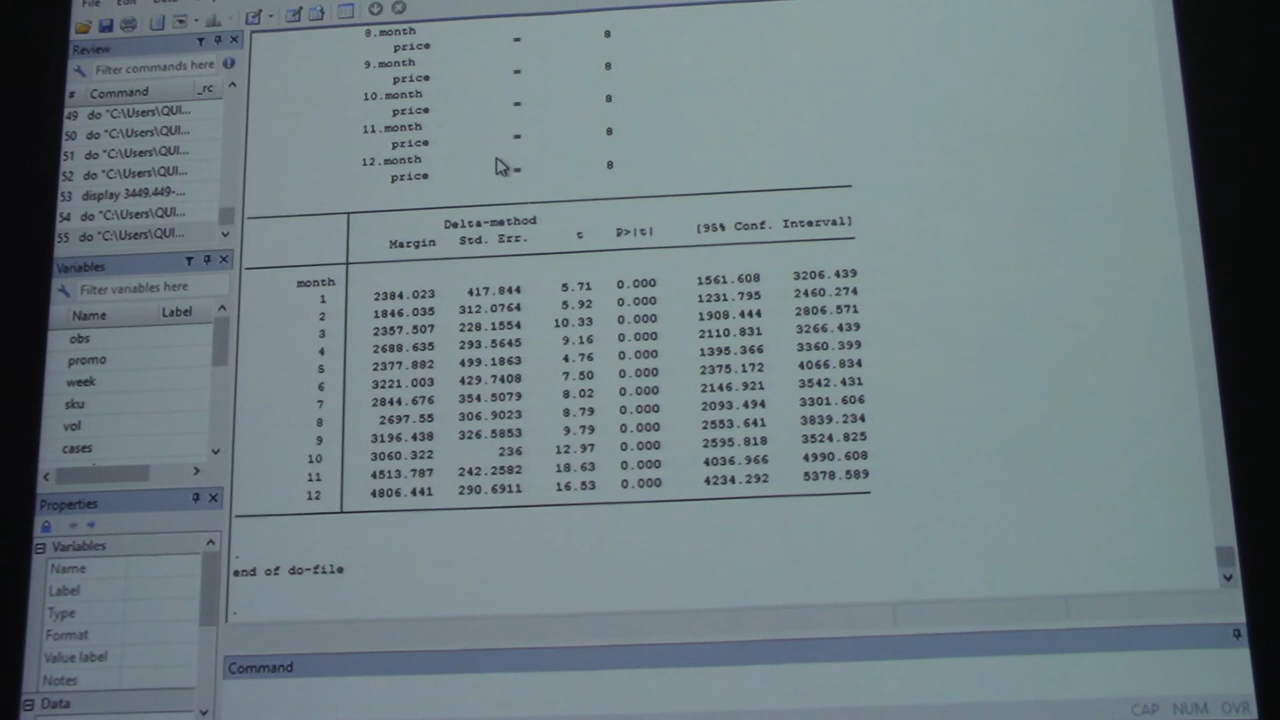 File Edit Data
Review
Filter commands here
# Command _rc
49 do "C:\Users\QUI...
50 do "C:\Users\QUI...
51 do "C:\Users\QUI...
52 do "C:\Users\QUI...
53 display 3449.449-...
54 do "C:\Users\QUI...
55 do "C:\Users\QUI...
Variables
Filter variables here
Name Label
obs
promo
week
sku
vol
cases
Properties
Variables
Name
Label
Type
Format
Value label
Notes
Data
8.month
price = 8
9.month
price = 8
10.month
price = 8
11.month
price = 8
12.month
price = 8
Delta-method
Margin Std. Err. t P>|t| [95% Conf. Interval]
month
1 2384.023 417.844 5.71 0.000 1561.608 3206.439
2 1846.035 312.0764 5.92 0.000 1231.795 2460.274
3 2357.507 228.1554 10.33 0.000 1908.444 2806.571
4 2688.635 293.5645 9.16 0.000 2110.831 3266.439
5 2377.882 499.1863 4.76 0.000 1395.366 3360.399
6 3221.003 429.7408 7.50 0.000 2375.172 4066.834
7 2844.676 354.5079 8.02 0.000 2146.921 3542.431
8 2697.55 306.9023 8.79 0.000 2093.494 3301.606
9 3196.438 326.5853 9.79 0.000 2553.641 3839.234
10 3060.322 236 12.97 0.000 2595.818 3524.825
11 4513.787 242.2582 18.63 0.000 4036.966 4990.608
12 4806.441 290.6911 16.53 0.000 4234.292 5378.589
.
end of do-file
.
Command
CAP NUM OVR